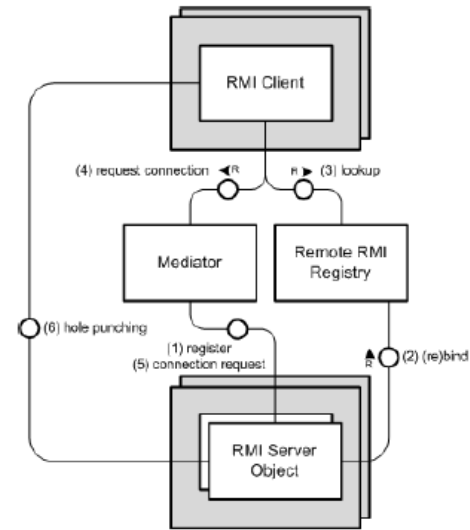 RMI Client
(4) request connection
R
R
(3) lookup
Mediator
Remote RMI
Registry
(6) hole punching
(1) register
(5) connection request
R
(2) (re)bind
RMI Server
Object